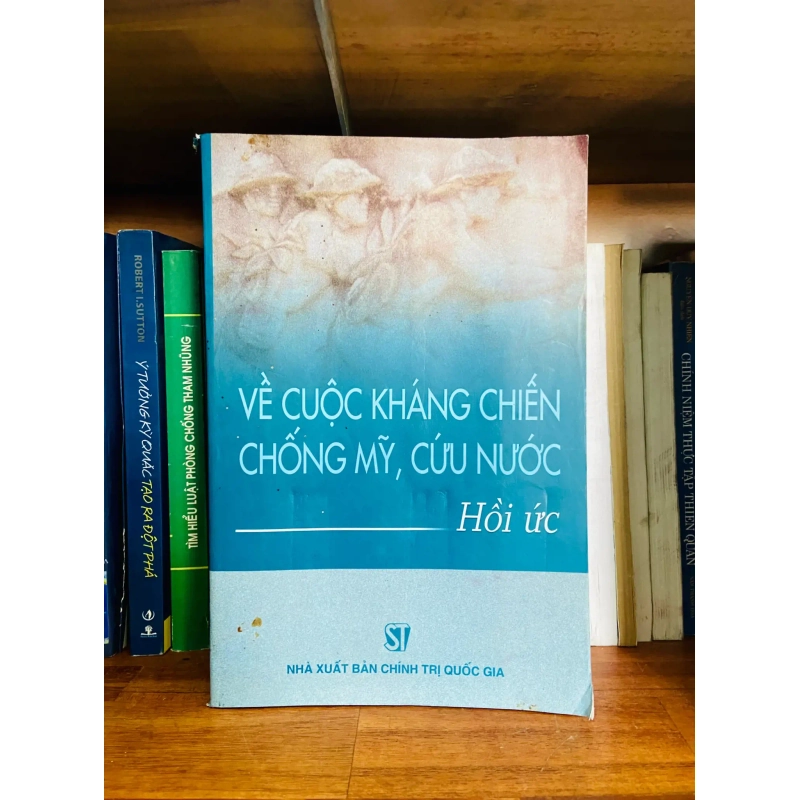 VỀ CUỘC KHÁNG CHIẾN
CHỐNG MỸ, CỨU NƯỚC
Hồi ức
ST
NHÀ XUẤT BẢN CHÍNH TRỊ QUỐC GIA
ROBERT I. SUTTON
Ý TƯỞNG KỲ QUÁC TẠO RA ĐỘT PHÁ
TÌM HIỂU LUẬT PHÒNG CHỐNG THAM NHŨNG
CHÁNH NIỆM THỰC TẬP THIỀN QUÁN